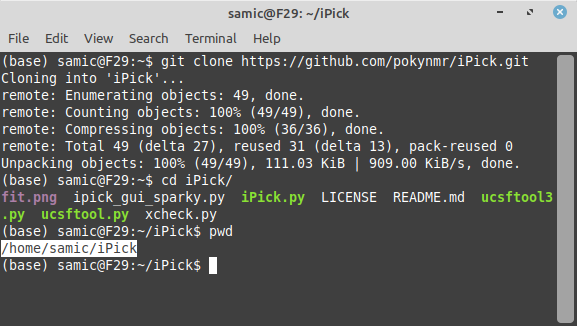 samic@F29: ~/iPick
File Edit View Search Terminal Help
(base) samic@F29:~$ git clone https://github.com/pokynmr/iPick.git
Cloning into 'iPick'...
remote: Enumerating objects: 49, done.
remote: Counting objects: 100% (49/49), done.
remote: Compressing objects: 100% (36/36), done.
remote: Total 49 (delta 27), reused 31 (delta 13), pack-reused 0
Unpacking objects: 100% (49/49), 111.03 KiB | 909.00 KiB/s, done.
(base) samic@F29:~$ cd iPick/
fit.png ipick_gui_sparky.py iPick.py LICENSE README.md ucsftool3
.py ucsftool.py xcheck.py
(base) samic@F29:~/iPick$ pwd
/home/samic/iPick
(base) samic@F29:~/iPick$